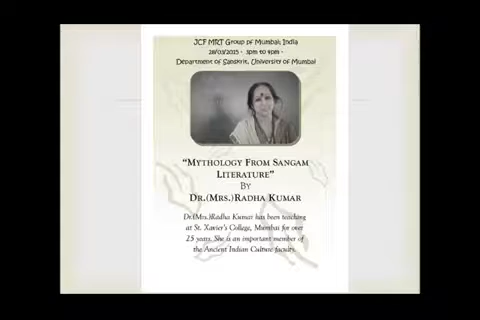 JCF MRT Group of Mumbai, India
28/03/2015 - 3pm to 4pm -
Department of Sanskrit, University of Mumbai
"MYTHOLOGY FROM SANGAM
LITERATURE"
BY
DR.(MRS.)RADHA KUMAR
Dr.(Mrs.)Radha Kumar has been teaching
at St. Xavier's College, Mumbai for over
25 years. She is an important member of
the Ancient Indian Culture faculty.